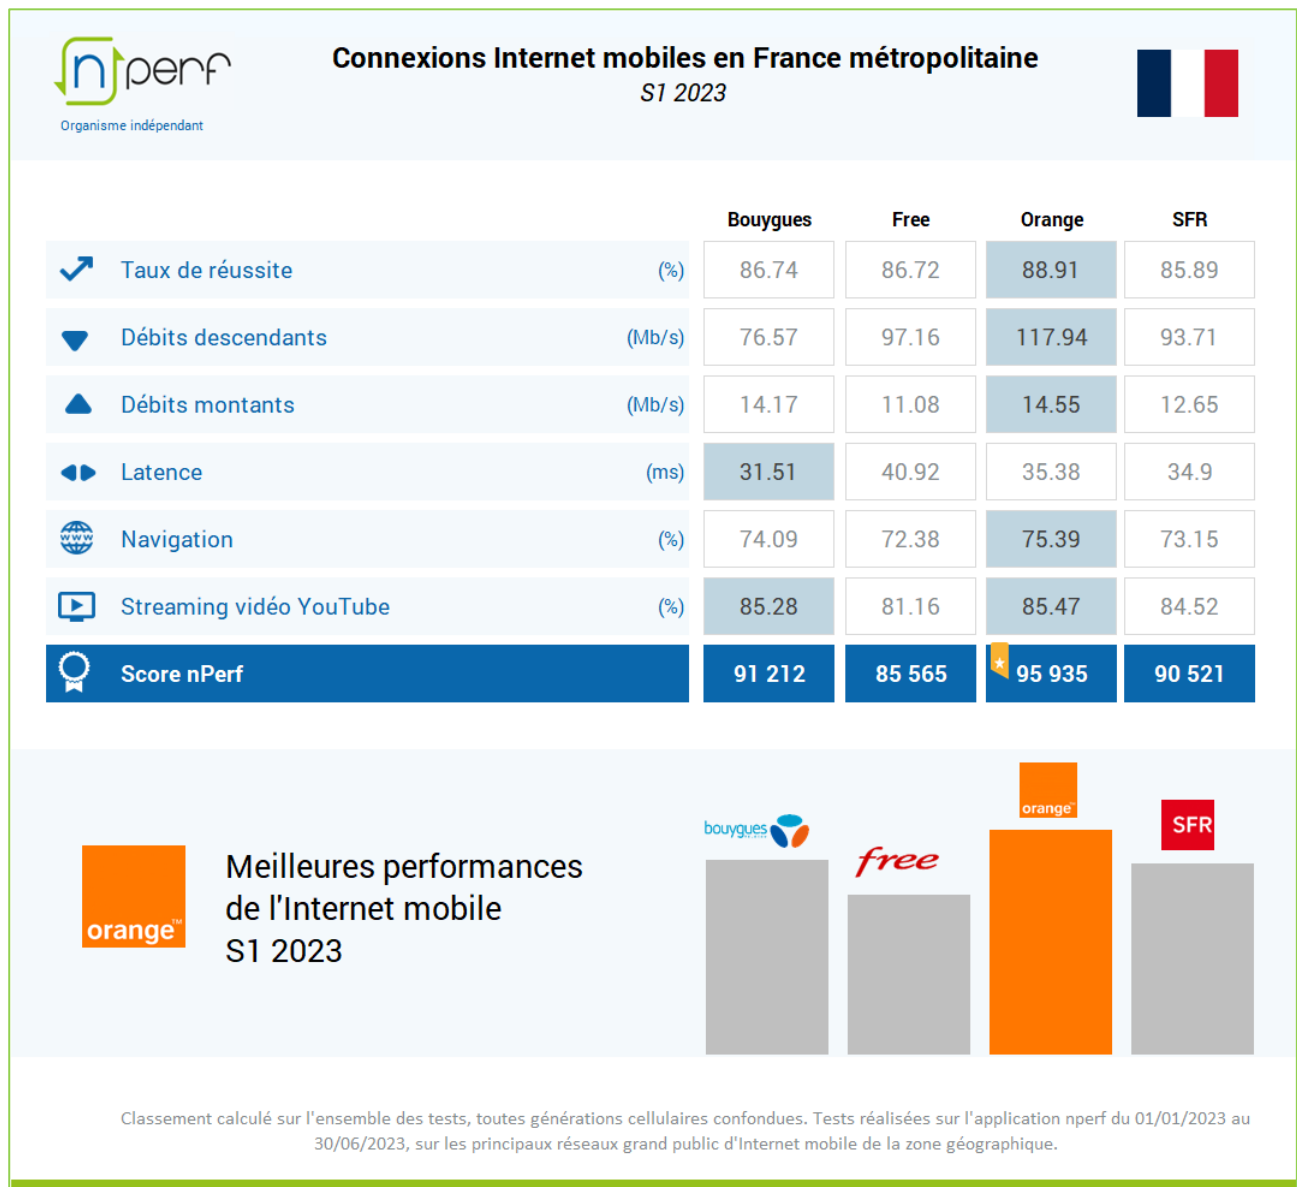 nperf
Organisme indépendant
Connexions Internet mobiles en France métropolitaine
S1 2023
Bouygues Free Orange SFR
Taux de réussite (%) 86.74 86.72 88.91 85.89
Débits descendants (Mb/s) 76.57 97.16 117.94 93.71
Débits montants (Mb/s) 14.17 11.08 14.55 12.65
Latence (ms) 31.51 40.92 35.38 34.9
www Navigation (%) 74.09 72.38 75.39 73.15
Streaming vidéo YouTube (%) 85.28 81.16 85.47 84.52
Score nPerf 91 212 85 565 95 935 90 521
orange™
Meilleures performances
de l'Internet mobile
S1 2023
bouygues
free
orange™
SFR
Classement calculé sur l'ensemble des tests, toutes générations cellulaires confondues. Tests réalisées sur l'application nperf du 01/01/2023 au
30/06/2023, sur les principaux réseaux grand public d'Internet mobile de la zone géographique.